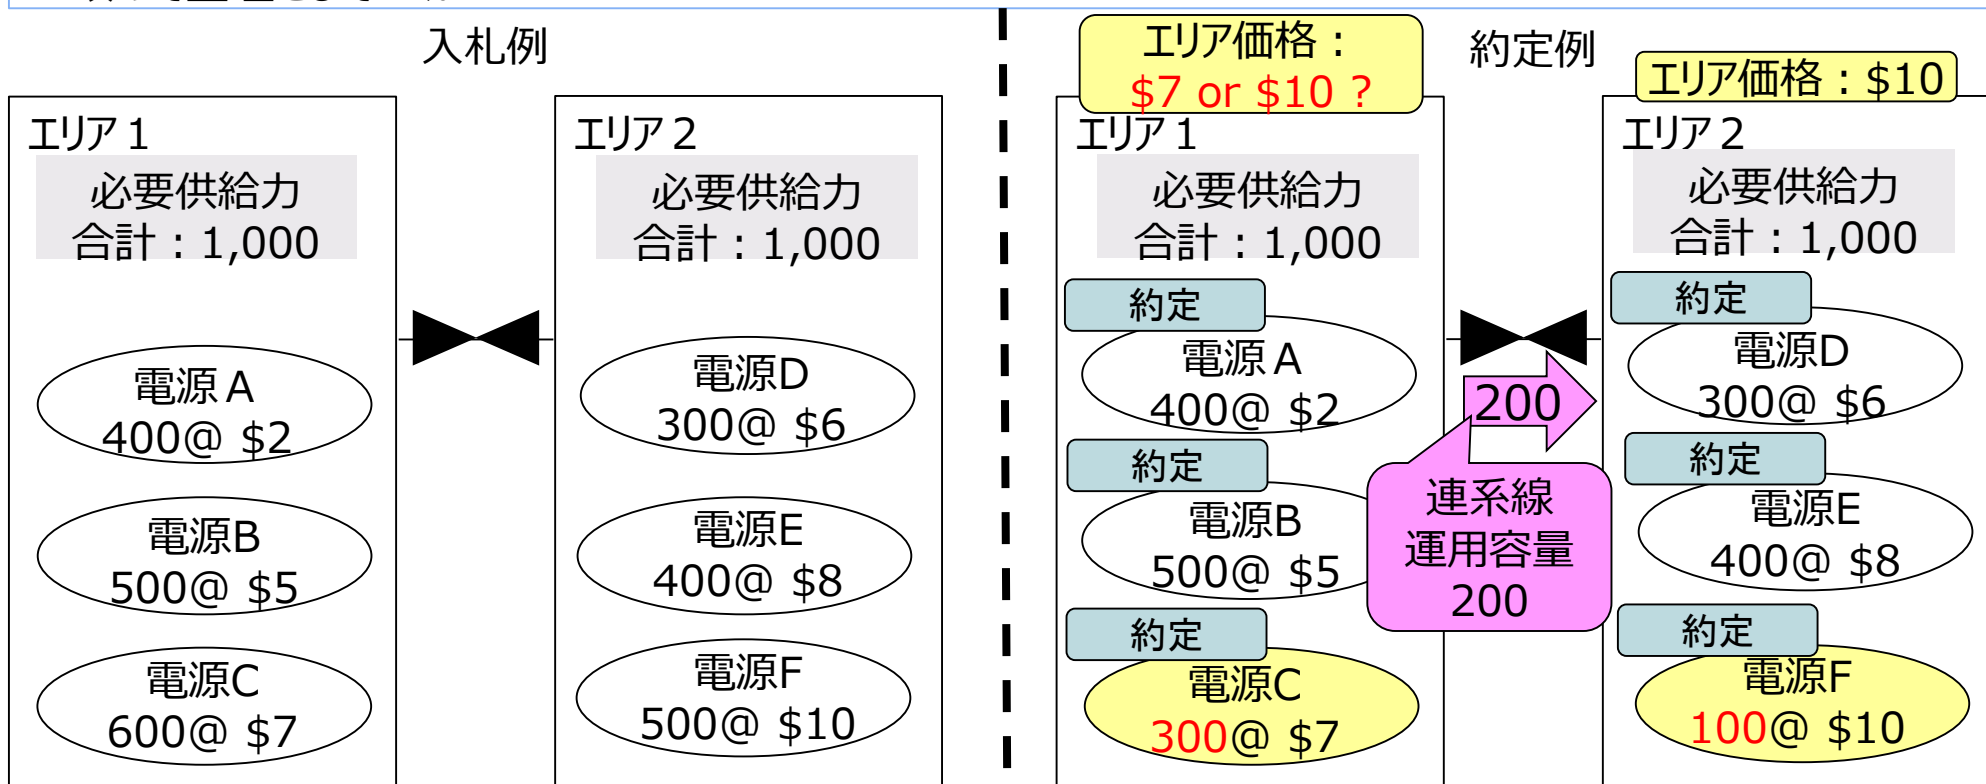 入札例
エリア１
必要供給力
合計：1,000
電源Ａ
400@ $2
電源B
500@ $5
電源C
600@ $7
エリア２
必要供給力
合計：1,000
電源D
300@ $6
電源E
400@ $8
電源F
500@ $10
約定例
エリア価格：
$7 or $10 ?
エリア１
必要供給力
合計：1,000
約定
電源Ａ
400@ $2
約定
電源B
500@ $5
約定
電源C
300@ $7
200
連系線
運用容量
200
エリア価格：$10
エリア２
必要供給力
合計：1,000
約定
電源D
300@ $6
約定
電源E
400@ $8
約定
電源F
100@ $10